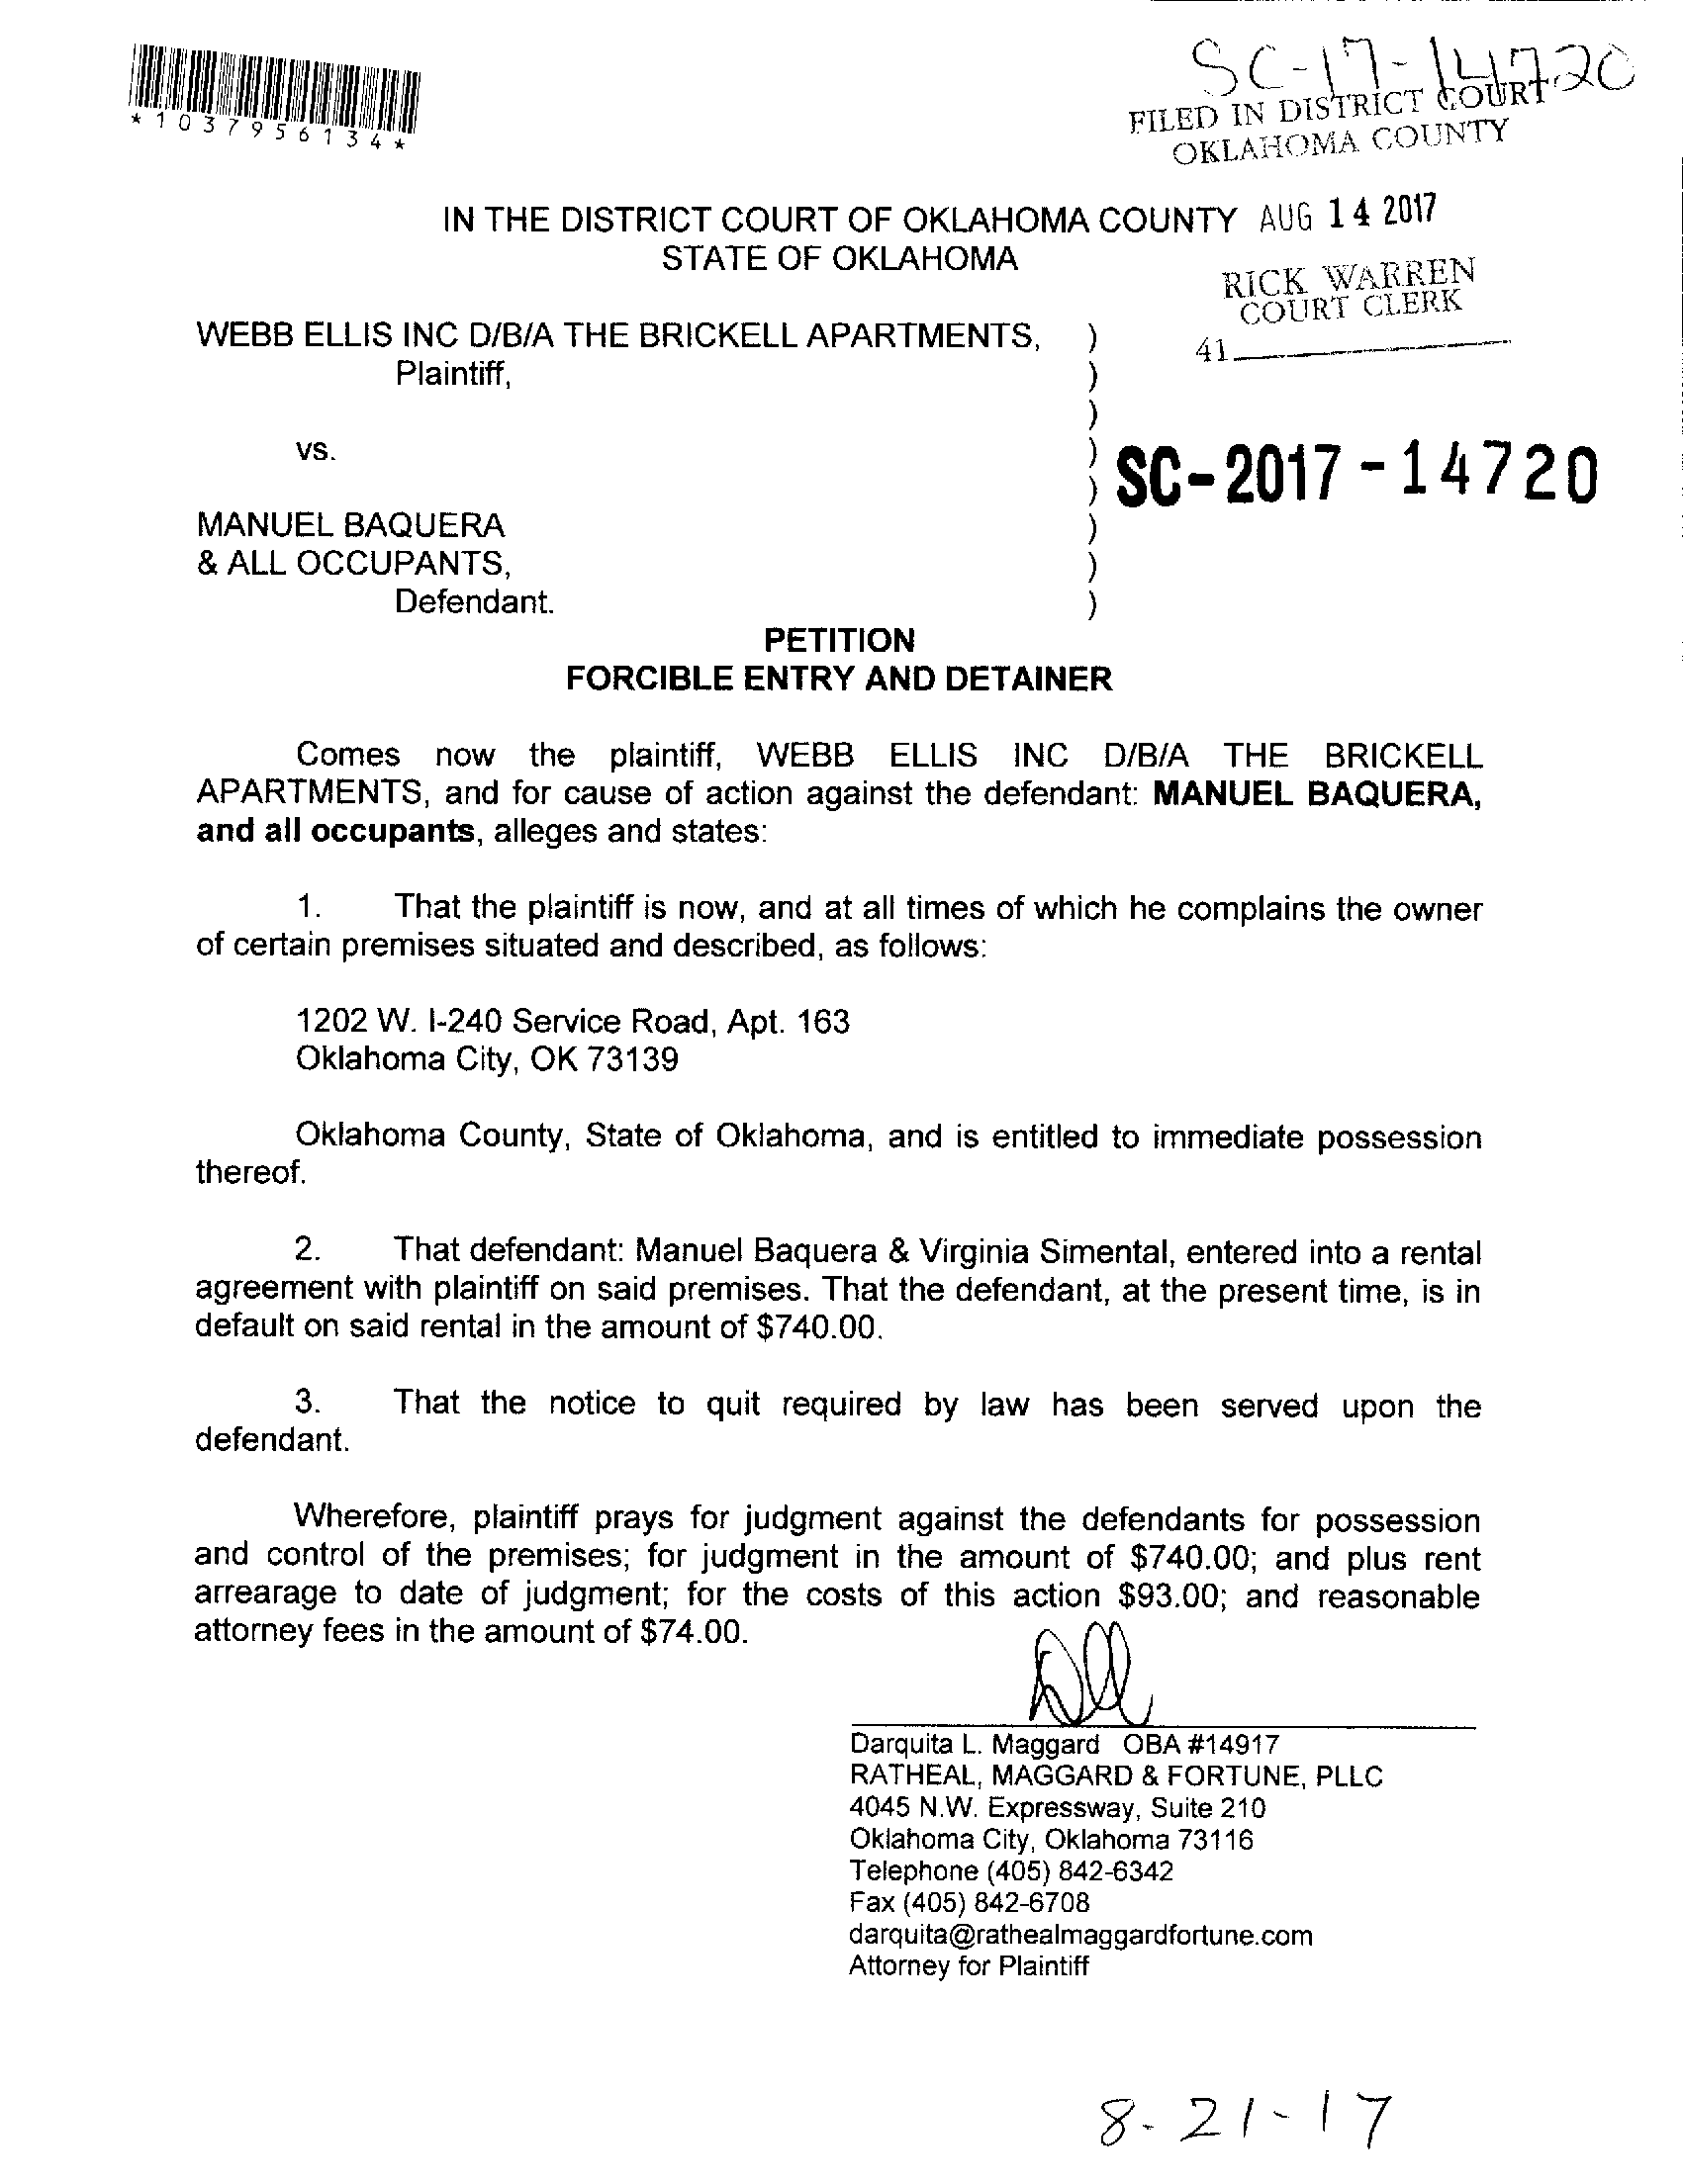 SC-17-14720
*1037956134*
FILED IN DISTRICT COURT
OKLAHOMA COUNTY
IN THE DISTRICT COURT OF OKLAHOMA COUNTY AUG 14 2017
STATE OF OKLAHOMA
RICK WARREN
COURT CLERK
41
WEBB ELLIS INC D/B/A THE BRICKELL APARTMENTS, )
Plaintiff, )
)
vs. )
) SC-2017-14720
MANUEL BAQUERA )
& ALL OCCUPANTS, )
Defendant. )
PETITION
FORCIBLE ENTRY AND DETAINER
Comes now the plaintiff, WEBB ELLIS INC D/B/A THE BRICKELL
APARTMENTS, and for cause of action against the defendant: MANUEL BAQUERA,
and all occupants, alleges and states:
1. That the plaintiff is now, and at all times of which he complains the owner
of certain premises situated and described, as follows:
1202 W. I-240 Service Road, Apt. 163
Oklahoma City, OK 73139
Oklahoma County, State of Oklahoma, and is entitled to immediate possession
thereof.
2. That defendant: Manuel Baquera & Virginia Simental, entered into a rental
agreement with plaintiff on said premises. That the defendant, at the present time, is in
default on said rental in the amount of $740.00.
3. That the notice to quit required by law has been served upon the
defendant.
Wherefore, plaintiff prays for judgment against the defendants for possession
and control of the premises; for judgment in the amount of $740.00; and plus rent
arrearage to date of judgment; for the costs of this action $93.00; and reasonable
attorney fees in the amount of $74.00.
Darquita L. Maggard OBA #14917
RATHEAL, MAGGARD & FORTUNE, PLLC
4045 N.W. Expressway, Suite 210
Oklahoma City, Oklahoma 73116
Telephone (405) 842-6342
Fax (405) 842-6708
darquita@rathealmaggardfortune.com
Attorney for Plaintiff
8-21-17